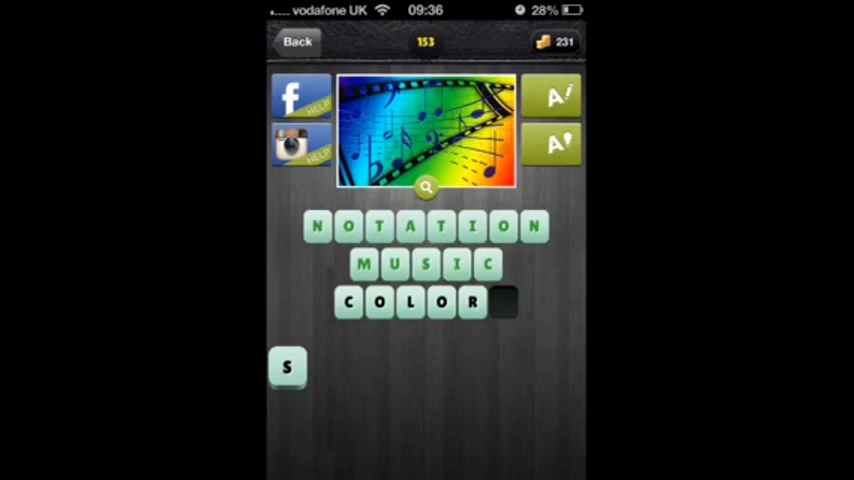 vodafone UK 09:36 28%
Back 153 231
HELP A
HELP A
NOTATION
MUSIC
COLOR
S